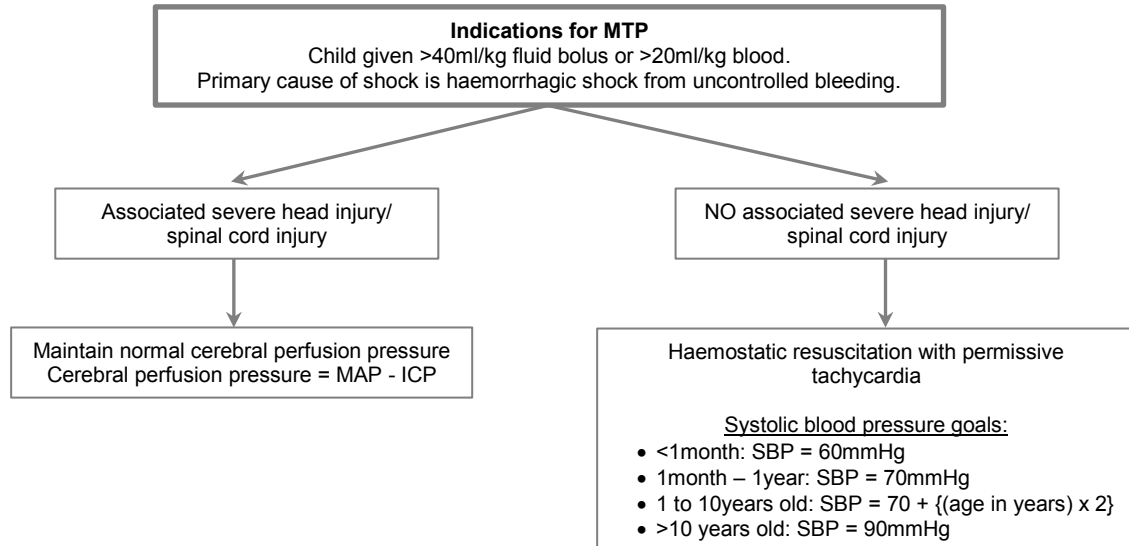 Indications for MTP
Child given >40ml/kg fluid bolus or >20ml/kg blood.
Primary cause of shock is haemorrhagic shock from uncontrolled bleeding.
Associated severe head injury/
spinal cord injury
NO associated severe head injury/
spinal cord injury
Maintain normal cerebral perfusion pressure
Cerebral perfusion pressure = MAP - ICP
Haemostatic resuscitation with permissive
tachycardia
Systolic blood pressure goals:
• <1month: SBP = 60mmHg
• 1month – 1year: SBP = 70mmHg
• 1 to 10years old: SBP = 70 + {(age in years) x 2}
• >10 years old: SBP = 90mmHg